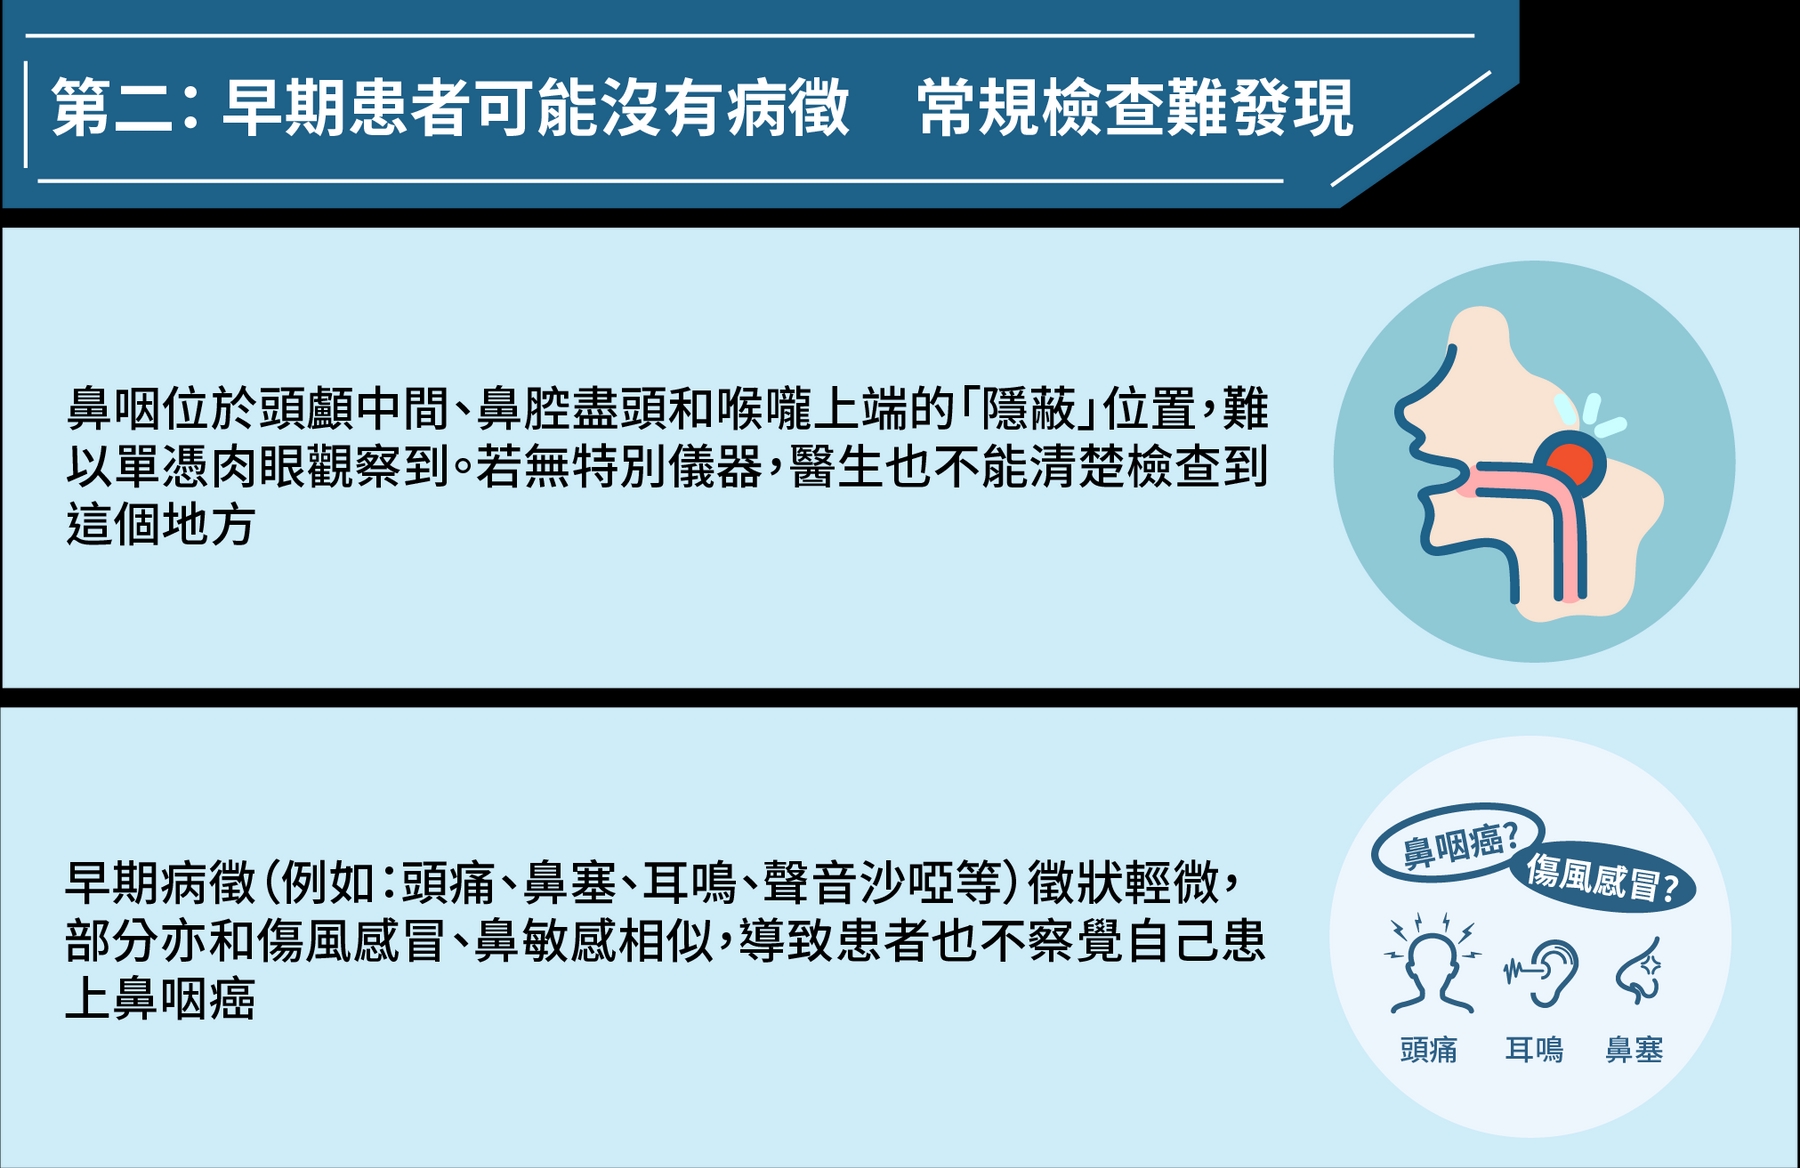 第二：早期患者可能沒有病徵　常規檢查難發現
鼻咽位於頭顱中間、鼻腔盡頭和喉嚨上端的「隱蔽」位置，難
以單憑肉眼觀察到。若無特別儀器，醫生也不能清楚檢查到
這個地方
早期病徵（例如：頭痛、鼻塞、耳鳴、聲音沙啞等）徵狀輕微，
部分亦和傷風感冒、鼻敏感相似，導致患者也不察覺自己患
上鼻咽癌
鼻咽癌？
傷風感冒？
頭痛
耳鳴
鼻塞